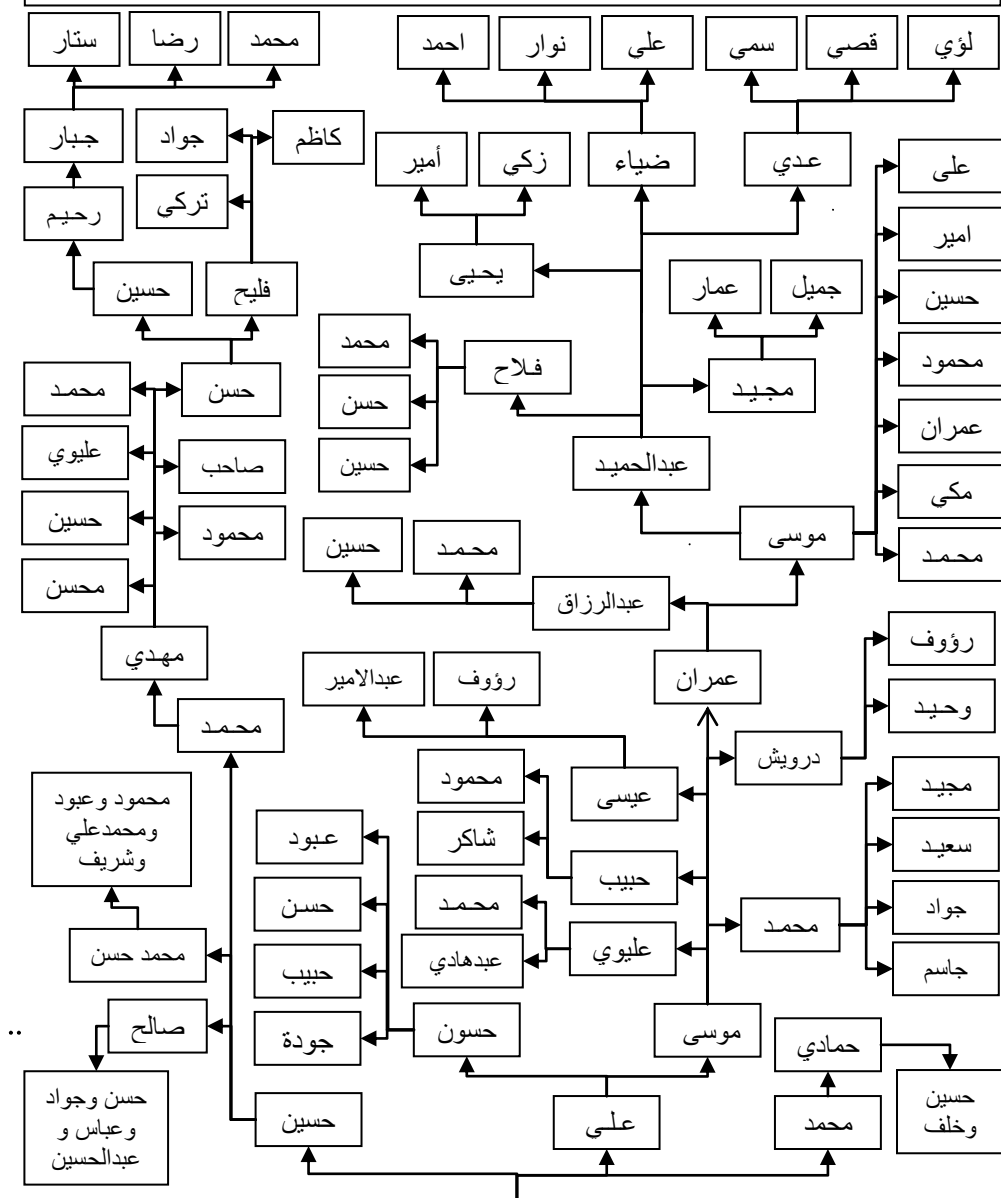 لؤي
قصي
سمي
علي
نوار
احمد
محمد
رضا
ستار
عدي
ضياء
زكي
أمير
كاظم
جواد
جبار
على
امير
حسين
محمود
عمران
مكي
محمد
تركي
رحيم
يحيى
فليح
حسين
جميل
عمار
مجيد
فلاح
محمد
حسن
حسين
حسن
محمد
صاحب
عليوي
محمود
حسين
محسن
عبدالحميد
موسى
محمد
حسين
عبدالرزاق
مهدي
عمران
رؤوف
وحيد
رؤوف
عبدالامير
محمد
درويش
عيسى
محمود
شاكر
حبيب
مجيد
سعيد
جواد
جاسم
محمد
عليوي
محمد
عبدهادي
عبود
حسن
حبيب
جودة
محمود وعبود
ومحمدعلي
وشريف
محمد حسن
صالح
..
حسن وجواد
وعباس و
عبدالحسين
موسى
حسون
حمادي
حسين
وخلف
محمد
علي
حسين